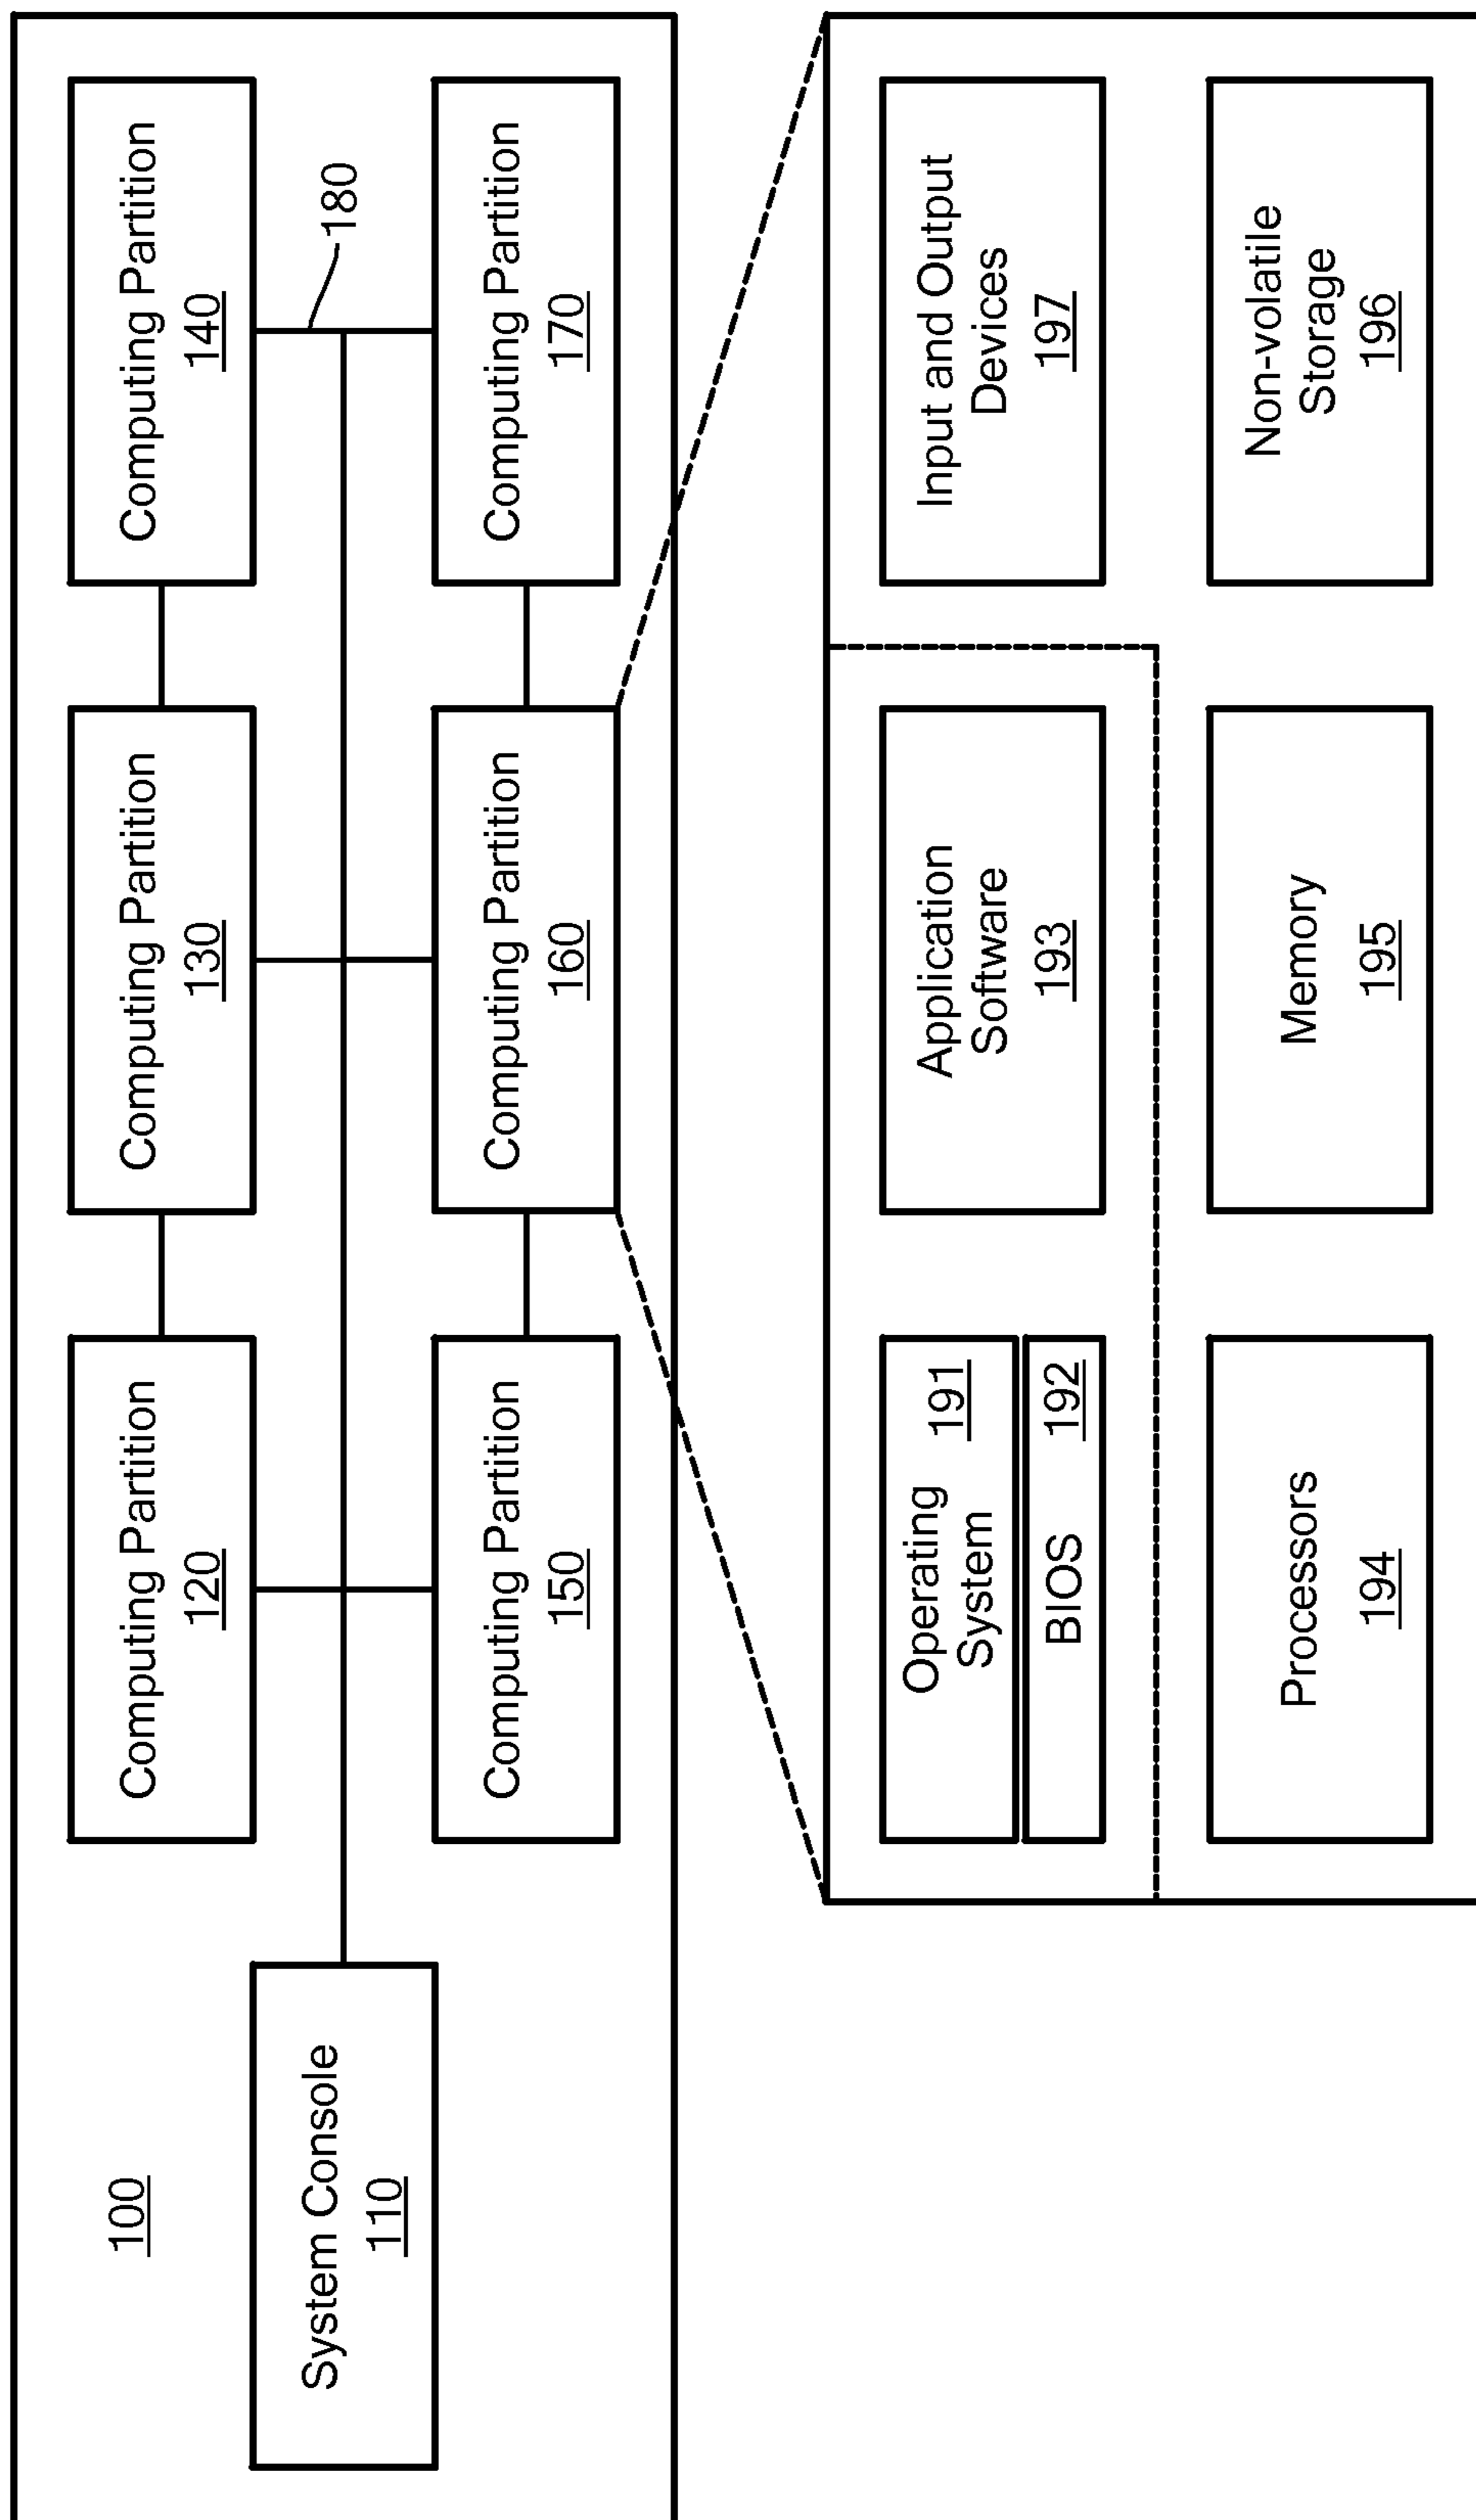 100
System Console
110
Computing Partition
120
Computing Partition
130
Computing Partition
140
180
Computing Partition
150
Computing Partition
160
Computing Partition
170
Operating
System
191
BIOS
192
Application
Software
193
Input and Output
Devices
197
Processors
194
Memory
195
Non-volatile
Storage
196